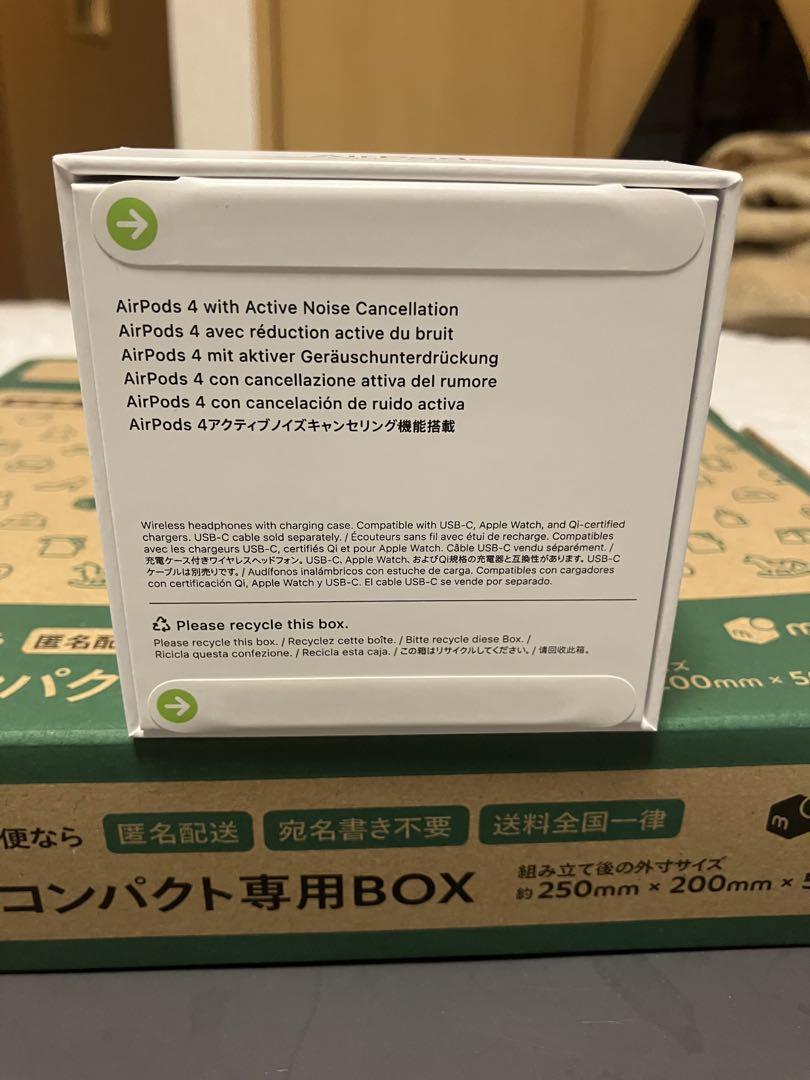 AirPods 4 with Active Noise Cancellation
AirPods 4 avec réduction active du bruit
AirPods 4 mit aktiver Geräuschunterdrückung
AirPods 4 con cancellazione attiva del rumore
AirPods 4 con cancelación de ruido activa
AirPods 4アクティブノイズキャンセリング機能搭載
Wireless headphones with charging case. Compatible with USB-C, Apple Watch, and Qi-certified
chargers. USB-C cable sold separately. / Écouteurs sans fil avec étui de recharge. Compatibles
avec les chargeurs USB-C, certifiés Qi et pour Apple Watch. Câble USB-C vendu séparément. /
充電ケース付きワイヤレスヘッドフォン。USB-C、Apple Watch、およびQi規格の充電器と互換性があります。USB-C
ケーブルは別売りです。/ Audífonos inalámbricos con estuche de carga. Compatibles con cargadores
con certificación Qi, Apple Watch y USB-C. El cable USB-C se vende por separado.
Please recycle this box.
Please recycle this box. / Recyclez cette boîte. / Bitte recycle diese Box. /
Ricicla questa confezione. / Recicla esta caja. / この箱はリサイクルしてください。/ 请回收此箱。
匿名配
ンパク
00mm × 5
m
便なら
匿名配送
宛名書き不要
送料全国一律
m
コンパクト専用BOX
組み立て後の外寸サイズ
約250mm × 200mm × 5